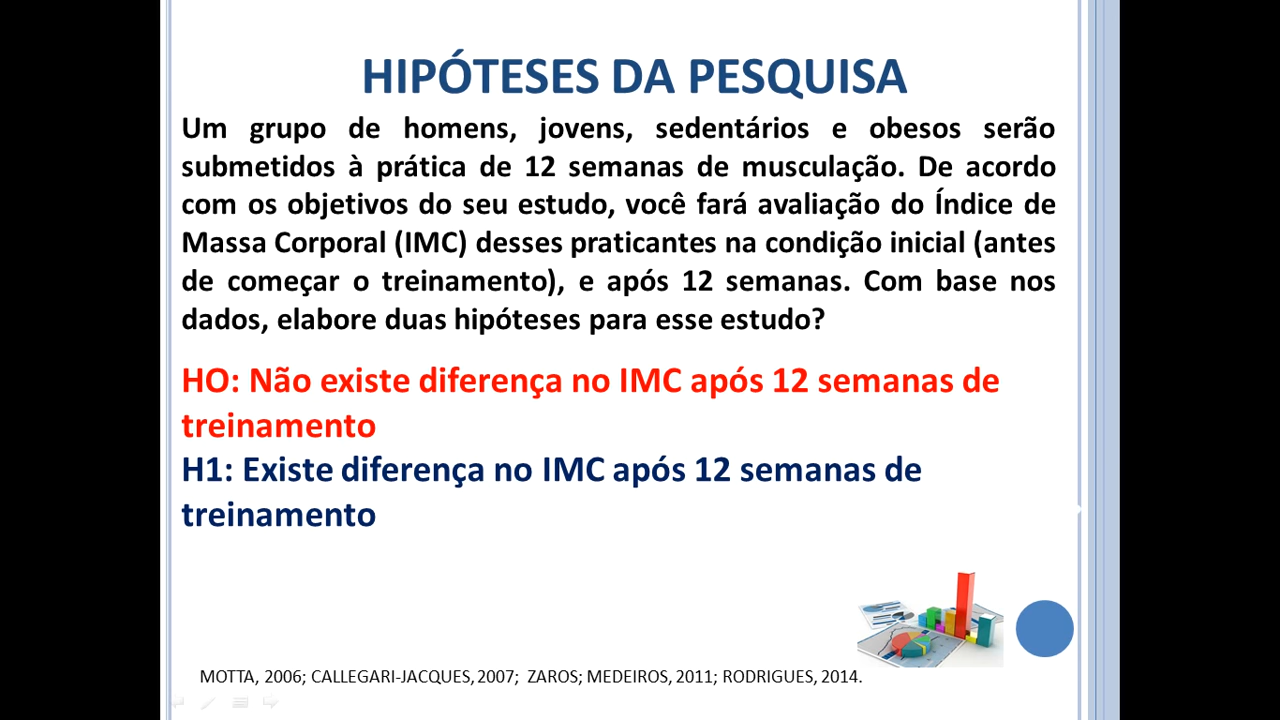 HIPÓTESES DA PESQUISA
Um grupo de homens, jovens, sedentários e obesos serão
submetidos à prática de 12 semanas de musculação. De acordo
com os objetivos do seu estudo, você fará avaliação do Índice de
Massa Corporal (IMC) desses praticantes na condição inicial (antes
de começar o treinamento), e após 12 semanas. Com base nos
dados, elabore duas hipóteses para esse estudo?
HO: Não existe diferença no IMC após 12 semanas de
treinamento
H1: Existe diferença no IMC após 12 semanas de
treinamento
MOTTA, 2006; CALLEGARI-JACQUES, 2007; ZAROS; MEDEIROS, 2011; RODRIGUES, 2014.